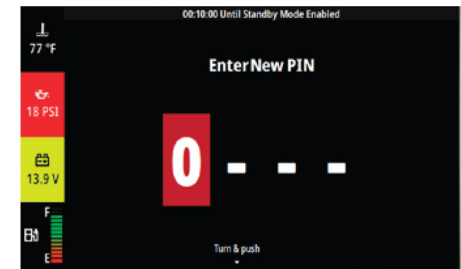 00:10:00 Until Standby Mode Enabled
77 °F
Enter New PIN
18 PSI
0 - - -
13.9 V
F
E
Turn & push